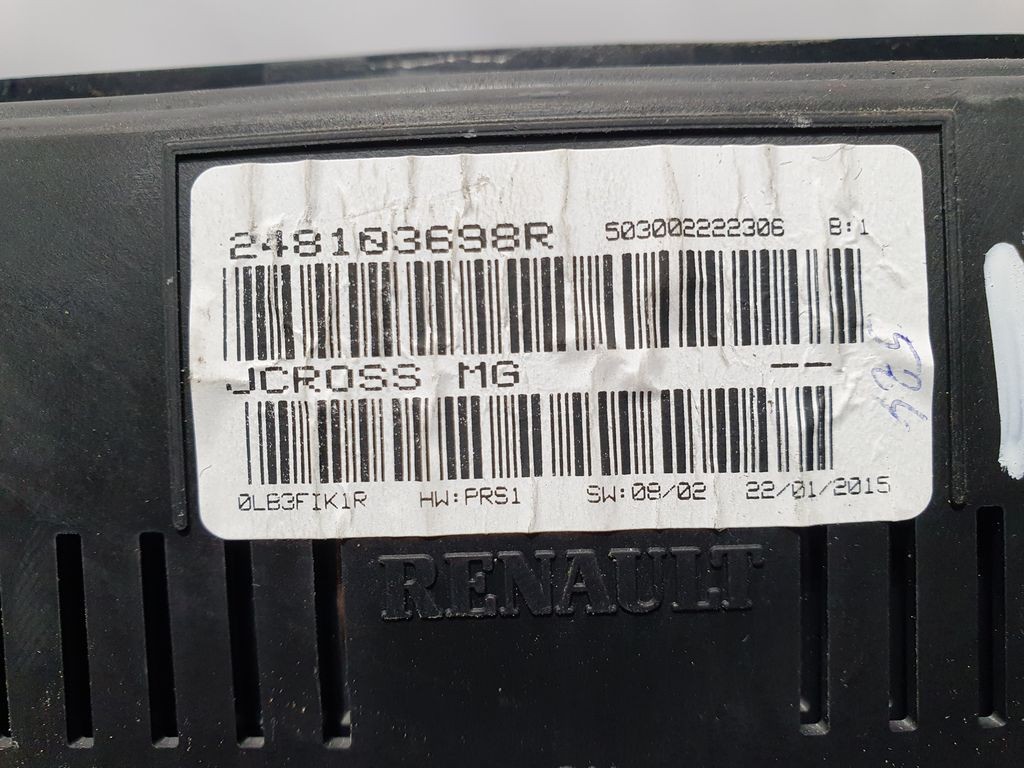 248103698R 503002222306 B:1
JCROSS MG --
0LB3FIK1R HW:PRS1 SW:08/02 22/01/2015
RENAULT